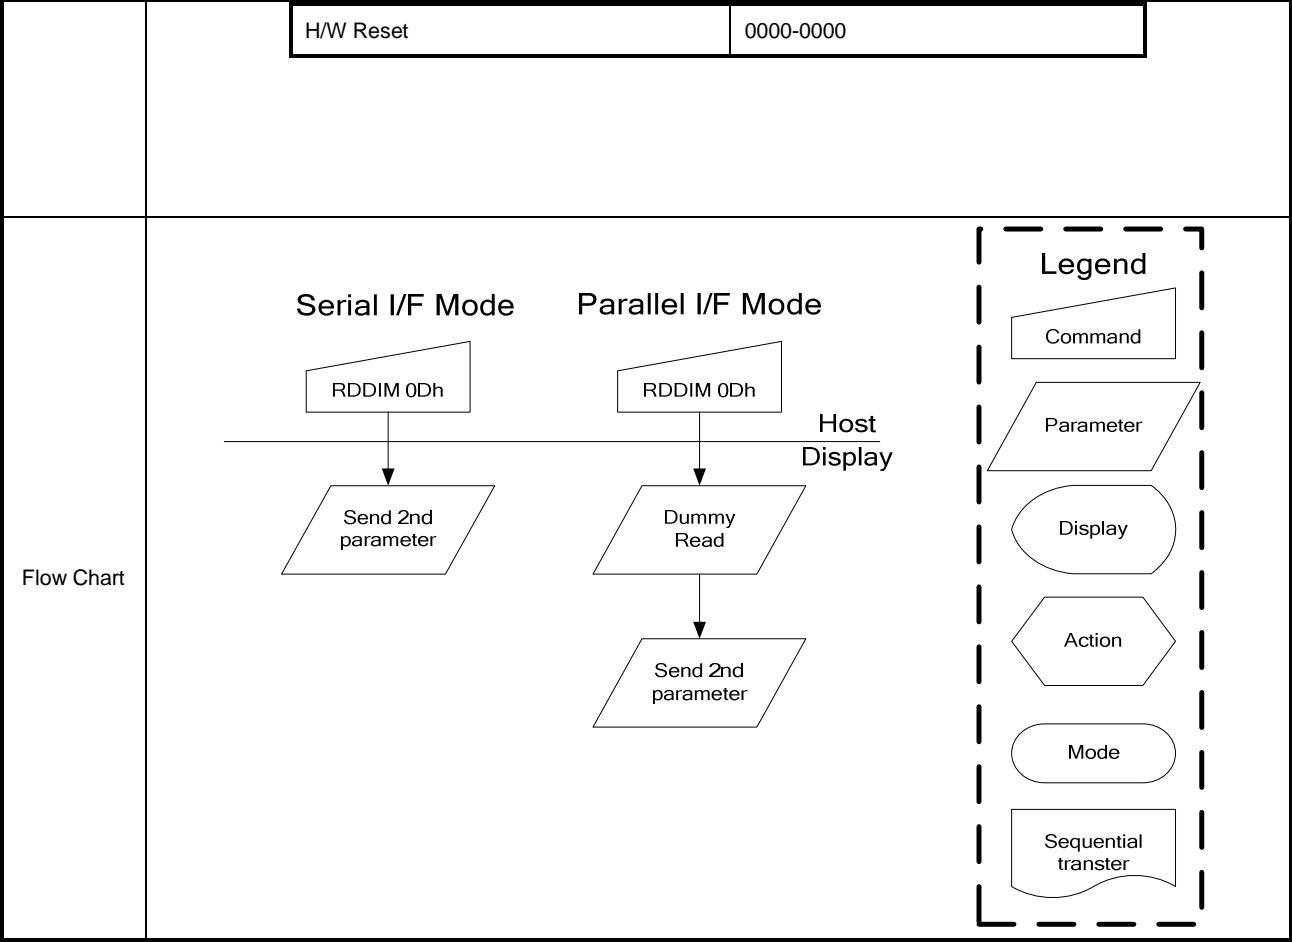 H/W Reset
0000-0000
Flow Chart
Serial I/F Mode
RDDIM 0Dh
Send 2nd
parameter
Parallel I/F Mode
RDDIM 0Dh
Host
Display
Dummy
Read
Send 2nd
parameter
Legend
Command
Parameter
Display
Action
Mode
Sequential
transter